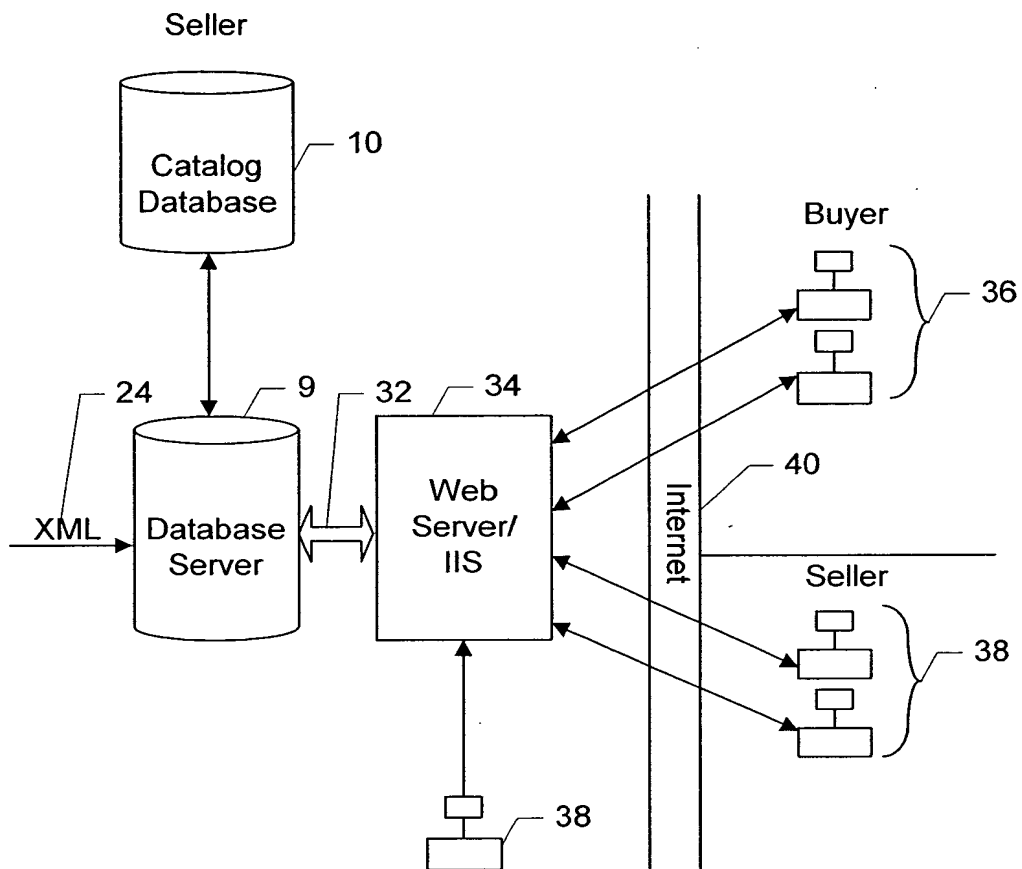 Seller
Catalog
Database
10
Buyer
36
24
9
32
34
40
XML
Database
Server
Web
Server/
IIS
Internet
Seller
38
38